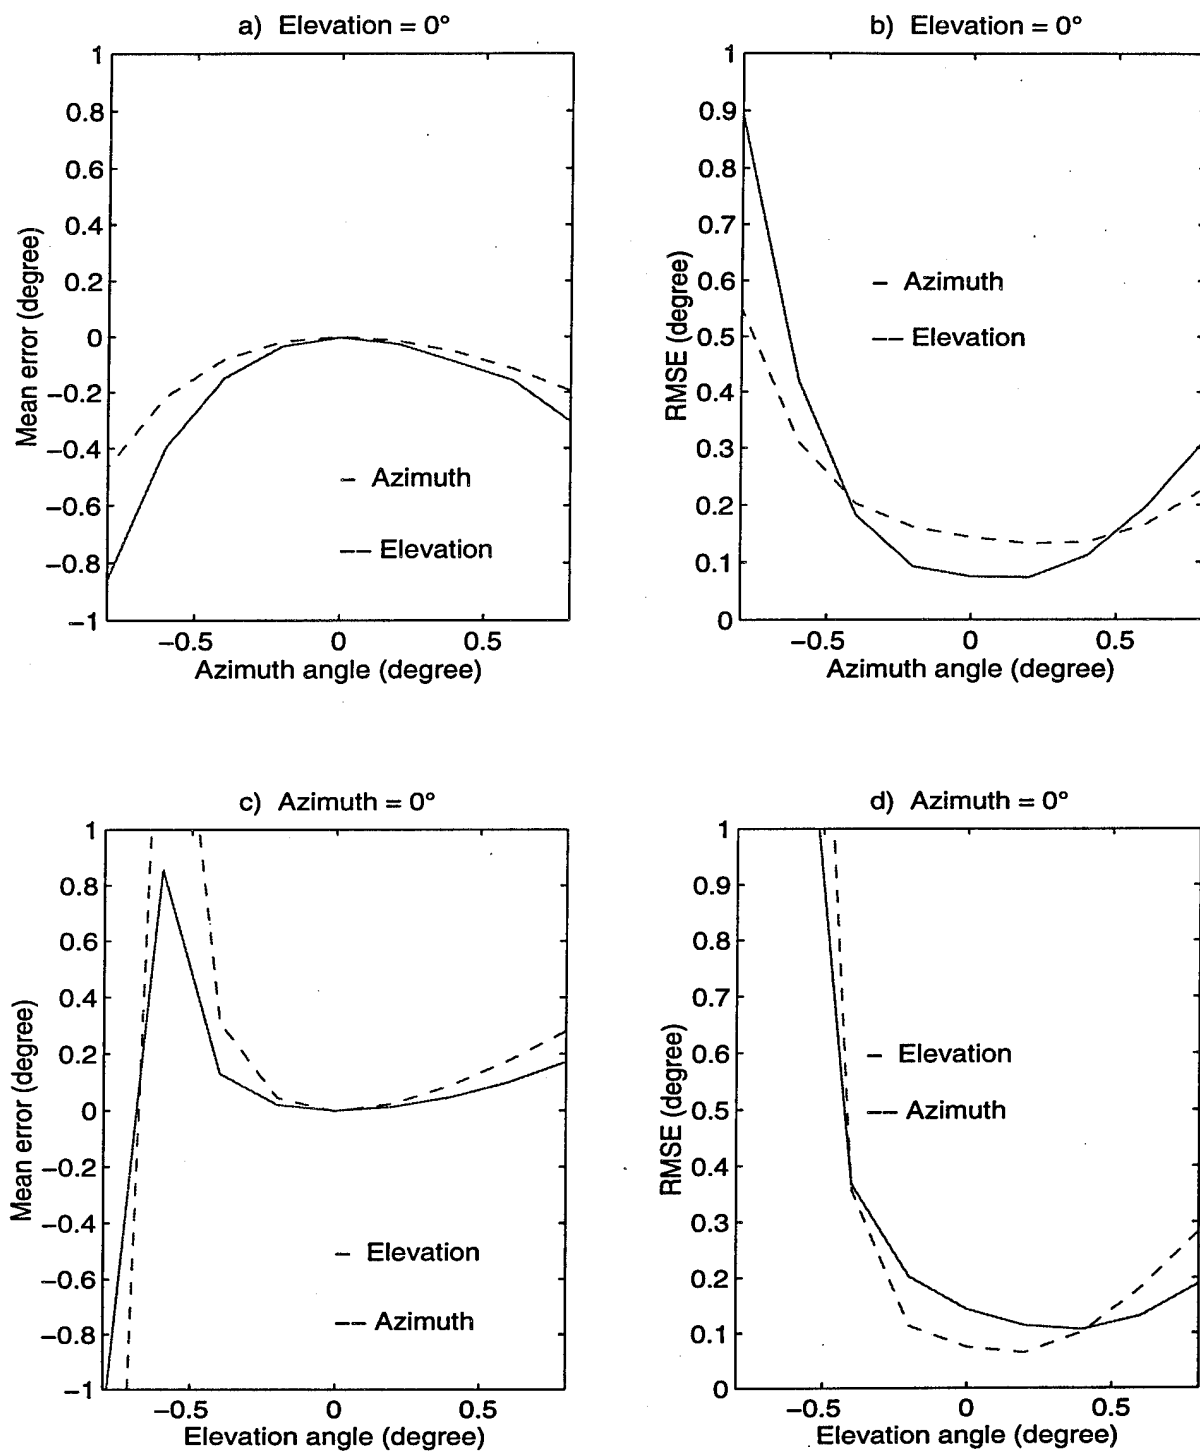 a) Elevation = 0°
1
0.8
0.6
0.4
0.2
0
−0.2
−0.4
−0.6
−0.8
−1
Mean error (degree)
− Azimuth
−− Elevation
−0.5 0 0.5
Azimuth angle (degree)
b) Elevation = 0°
1
0.9
0.8
0.7
0.6
0.5
0.4
0.3
0.2
0.1
0
RMSE (degree)
− Azimuth
−− Elevation
−0.5 0 0.5
Azimuth angle (degree)
c) Azimuth = 0°
1
0.8
0.6
0.4
0.2
0
−0.2
−0.4
−0.6
−0.8
−1
Mean error (degree)
− Elevation
−− Azimuth
−0.5 0 0.5
Elevation angle (degree)
d) Azimuth = 0°
1
0.9
0.8
0.7
0.6
0.5
0.4
0.3
0.2
0.1
0
RMSE (degree)
− Elevation
−− Azimuth
−0.5 0 0.5
Elevation angle (degree)